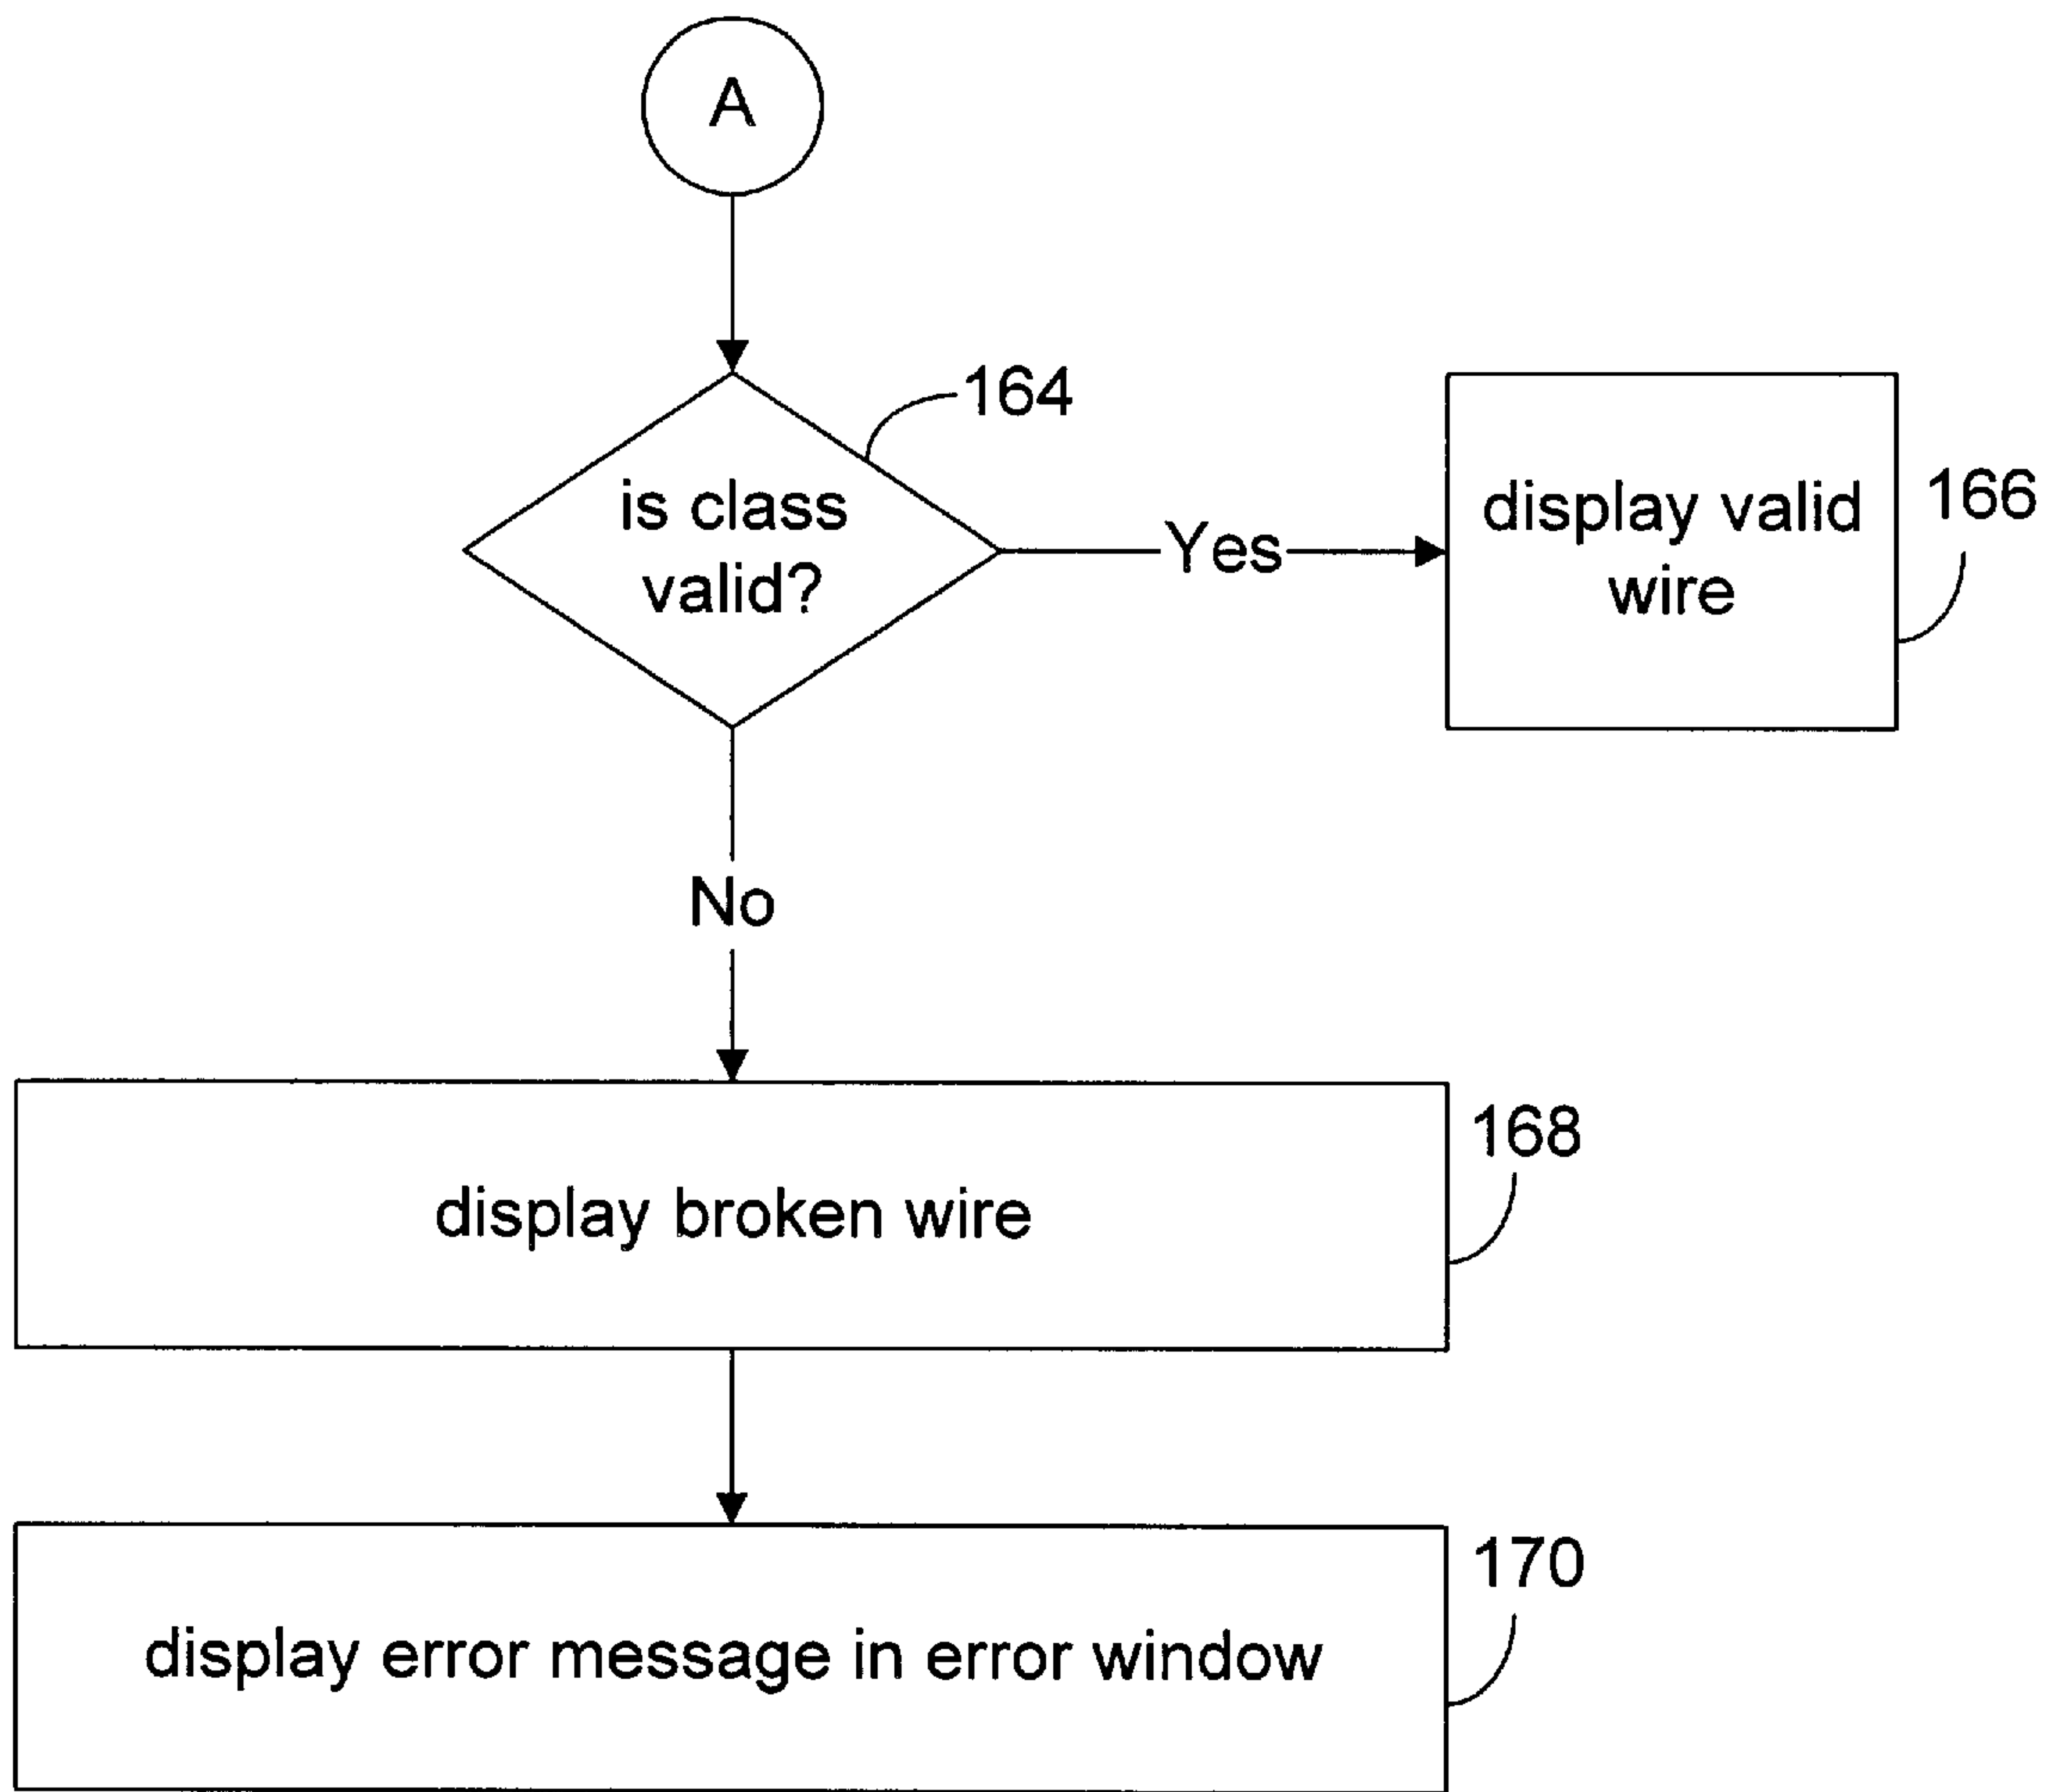 A
164
is class
valid?
Yes
display valid
wire
166
No
168
display broken wire
170
display error message in error window